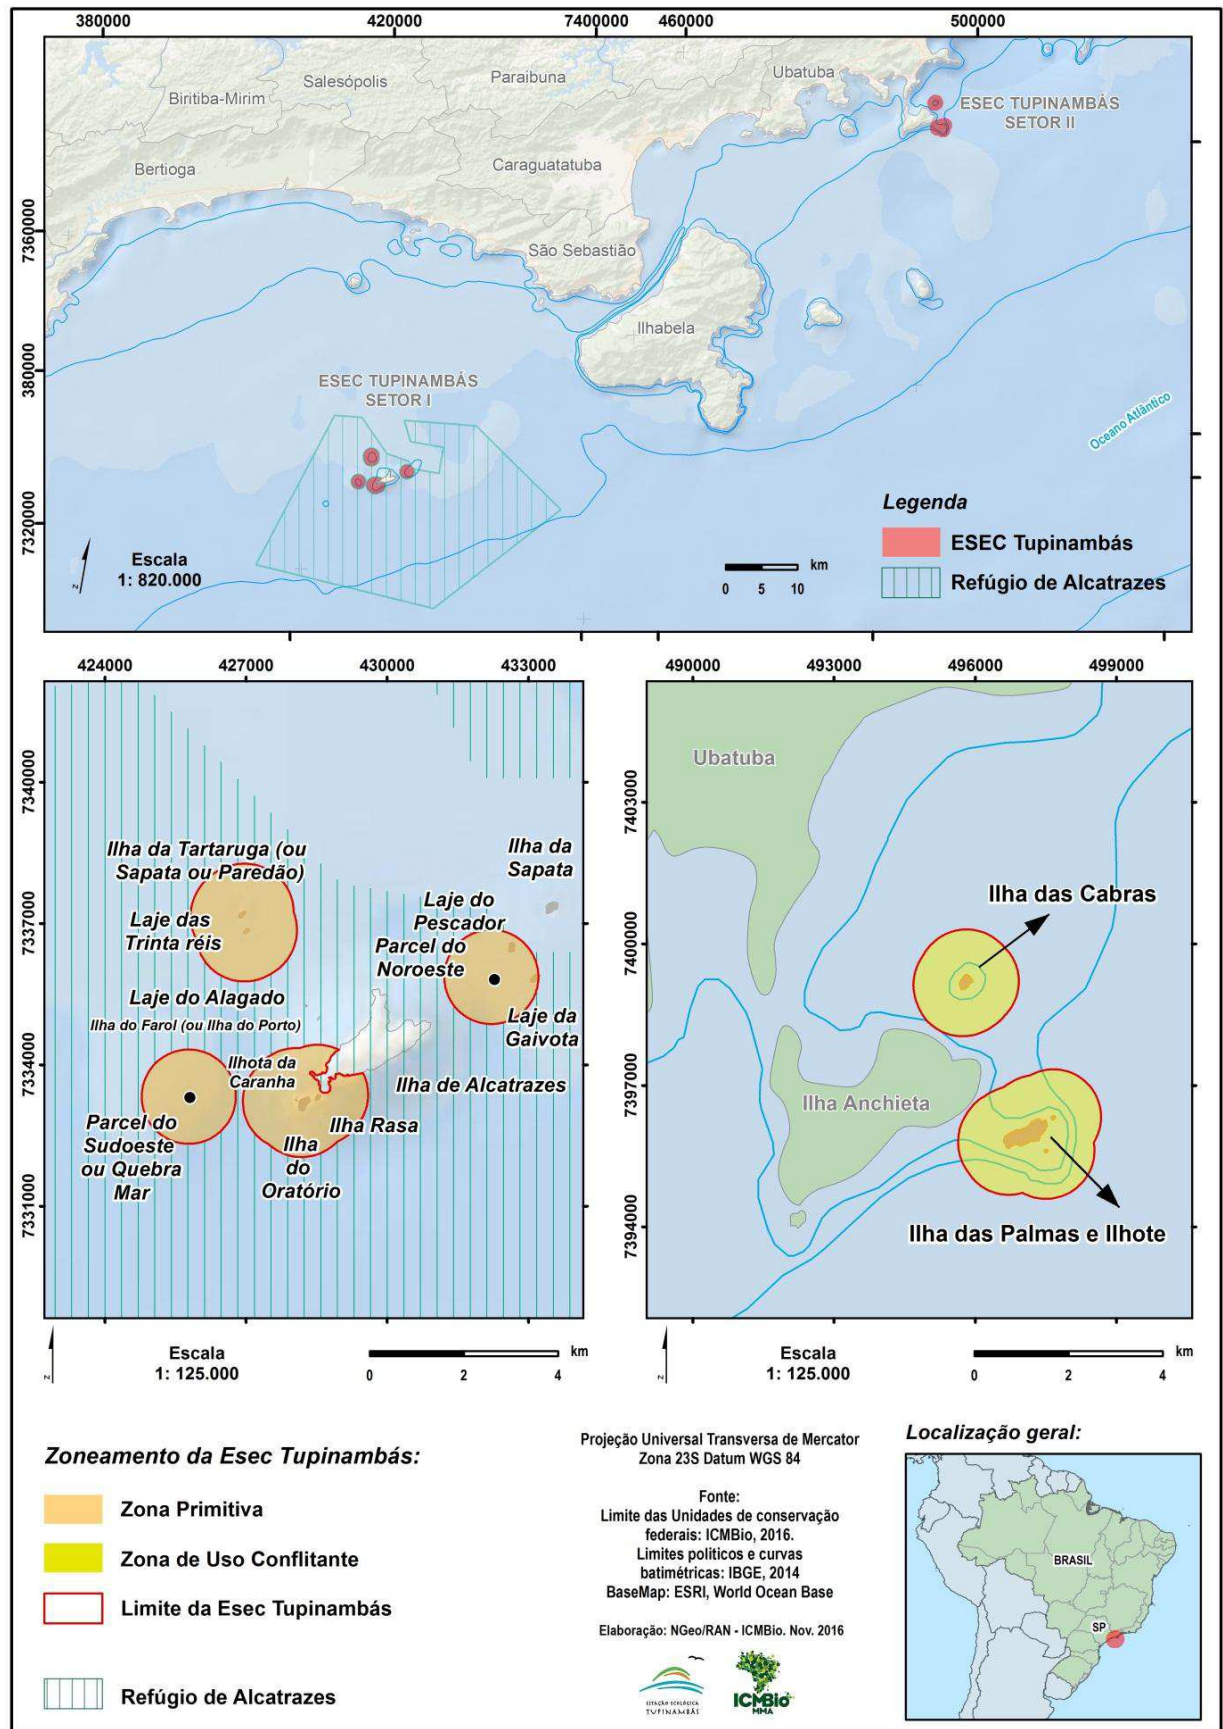 380000
420000
7400000
460000
500000
Salesópolis
Paraibuna
Ubatuba
Biritiba-Mirim
ESEC TUPINAMBÁS
SETOR II
Bertioga
Caraguatatuba
7360000
São Sebastião
Ilhabela
380000
ESEC TUPINAMBÁS
SETOR I
Oceano Atlântico
7320000
Legenda
ESEC Tupinambás
Refúgio de Alcatrazes
N
Escala
1: 820.000
km
0 5 10
424000
427000
430000
433000
7340000
7337000
7334000
7331000
Ilha da Tartaruga (ou
Sapata ou Paredão)
Laje das
Trinta réis
Ilha da
Sapata
Laje do
Pescador
Parcel do
Noroeste
Laje do Alagado
Ilha do Farol (ou Ilha do Porto)
Laje da
Gaivota
Ilhota da
Caranha
Ilha de Alcatrazes
Parcel do
Sudoeste
ou Quebra
Mar
Ilha Rasa
Ilha
do
Oratório
N
Escala
1: 125.000
km
0 2 4
490000
493000
496000
499000
7403000
7400000
7397000
7394000
Ubatuba
Ilha das Cabras
Ilha Anchieta
Ilha das Palmas e Ilhote
N
Escala
1: 125.000
km
0 2 4
Zoneamento da Esec Tupinambás:
Zona Primitiva
Zona de Uso Conflitante
Limite da Esec Tupinambás
Refúgio de Alcatrazes
Projeção Universal Transversa de Mercator
Zona 23S Datum WGS 84
Fonte:
Limite das Unidades de conservação
federais: ICMBio, 2016.
Limites politicos e curvas
batimétricas: IBGE, 2014
BaseMap: ESRI, World Ocean Base
Elaboração: NGeo/RAN - ICMBio. Nov. 2016
ESTAÇÃO ECOLÓGICA
TUPINAMBÁS
ICMBio
MMA
Localização geral:
BRASIL
SP